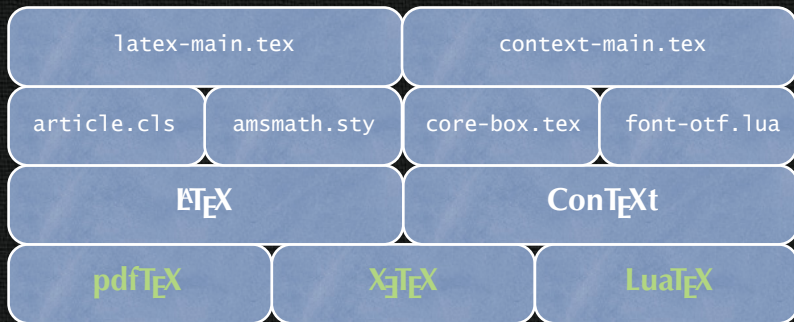 latex-main.tex context-main.tex
article.cls amsmath.sty core-box.tex font-otf.lua
LATEX ConTEXt
pdfTEX XƎTEX LuaTEX